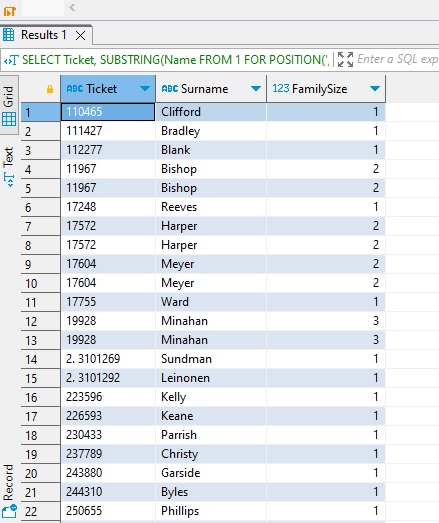 Results 1
SELECT Ticket, SUBSTRING(Name FROM 1 FOR POSITION(', Enter a SQL exp
Grid
Text
Record
ABC Ticket ABC Surname 123 FamilySize
1 110465 Clifford 1
2 111427 Bradley 1
3 112277 Blank 1
4 11967 Bishop 2
5 11967 Bishop 2
6 17248 Reeves 1
7 17572 Harper 2
8 17572 Harper 2
9 17604 Meyer 2
10 17604 Meyer 2
11 17755 Ward 1
12 19928 Minahan 3
13 19928 Minahan 3
14 2. 3101269 Sundman 1
15 2. 3101292 Leinonen 1
16 223596 Kelly 1
17 226593 Keane 1
18 230433 Parrish 1
19 237789 Christy 1
20 243880 Garside 1
21 244310 Byles 1
22 250655 Phillips 1